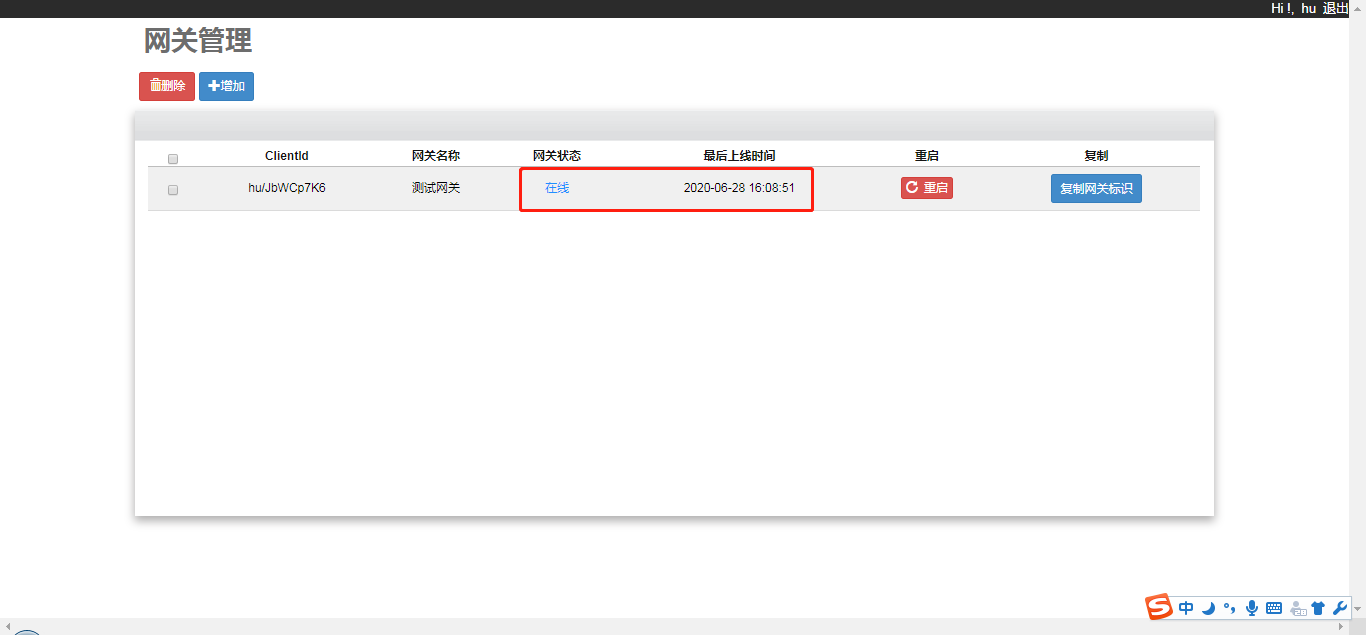 Hi !, hu 退出
网关管理
删除 增加
ClientId 网关名称 网关状态 最后上线时间 重启 复制
hu/JbWCp7K6 测试网关 在线 2020-06-28 16:08:51 重启 复制网关标识
S 中